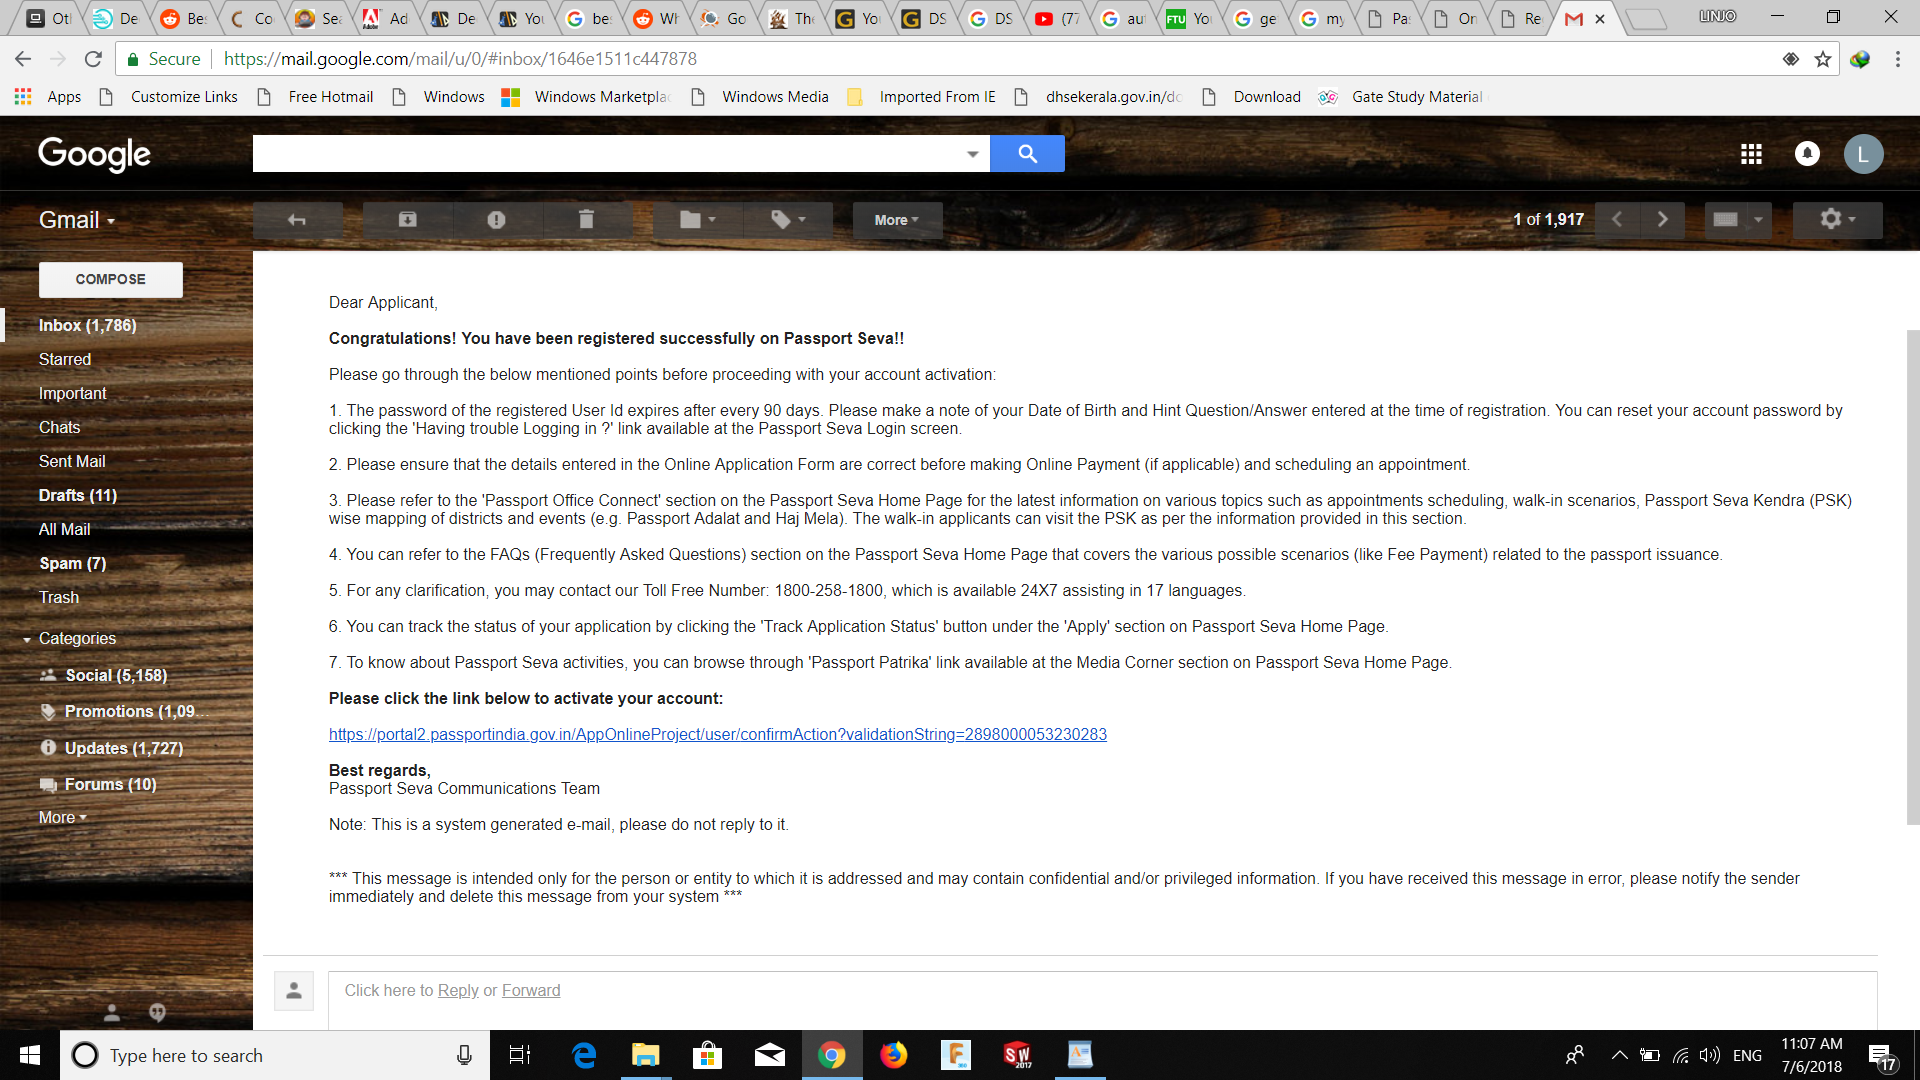 Ot
De
Bes
Co
Sea
Ad
De
You
bes
Wh
Go
The
You
DS
DS
(77
aut
You
ge
my
Pas
On
Re
LINJO
Secure
https://mail.google.com/mail/u/0/#inbox/1646e1511c447878
Apps
Customize Links
Free Hotmail
Windows
Windows Marketplac
Windows Media
Imported From IE
dhsekerala.gov.in/dc
Download
Gate Study Material
Google
L
Gmail
More
1 of 1,917
COMPOSE
Inbox (1,786)
Starred
Important
Chats
Sent Mail
Drafts (11)
All Mail
Spam (7)
Trash
Categories
Social (5,158)
Promotions (1,09...
Updates (1,727)
Forums (10)
More
Dear Applicant,
Congratulations! You have been registered successfully on Passport Seva!!
Please go through the below mentioned points before proceeding with your account activation:
1. The password of the registered User Id expires after every 90 days. Please make a note of your Date of Birth and Hint Question/Answer entered at the time of registration. You can reset your account password by
clicking the 'Having trouble Logging in ?' link available at the Passport Seva Login screen.
2. Please ensure that the details entered in the Online Application Form are correct before making Online Payment (if applicable) and scheduling an appointment.
3. Please refer to the 'Passport Office Connect' section on the Passport Seva Home Page for the latest information on various topics such as appointments scheduling, walk-in scenarios, Passport Seva Kendra (PSK)
wise mapping of districts and events (e.g. Passport Adalat and Haj Mela). The walk-in applicants can visit the PSK as per the information provided in this section.
4. You can refer to the FAQs (Frequently Asked Questions) section on the Passport Seva Home Page that covers the various possible scenarios (like Fee Payment) related to the passport issuance.
5. For any clarification, you may contact our Toll Free Number: 1800-258-1800, which is available 24X7 assisting in 17 languages.
6. You can track the status of your application by clicking the 'Track Application Status' button under the 'Apply' section on Passport Seva Home Page.
7. To know about Passport Seva activities, you can browse through 'Passport Patrika' link available at the Media Corner section on Passport Seva Home Page.
Please click the link below to activate your account:
https://portal2.passportindia.gov.in/AppOnlineProject/user/confirmAction?validationString=2898000053230283
Best regards,
Passport Seva Communications Team
Note: This is a system generated e-mail, please do not reply to it.
*** This message is intended only for the person or entity to which it is addressed and may contain confidential and/or privileged information. If you have received this message in error, please notify the sender
immediately and delete this message from your system ***
Click here to Reply or Forward
Type here to search
SW
2017
ENG
11:07 AM
7/6/2018
17